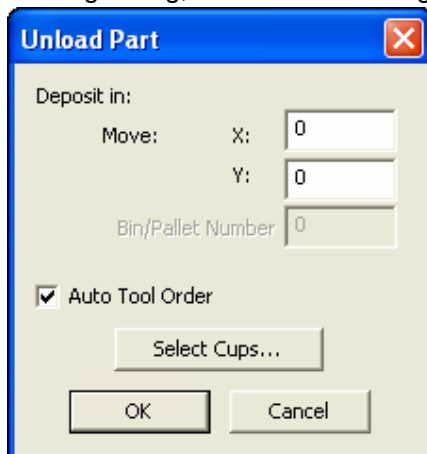 Unload Part
Deposit in:
Move: X: 0
Y: 0
Bin/Pallet Number 0
Auto Tool Order
Select Cups...
OK Cancel